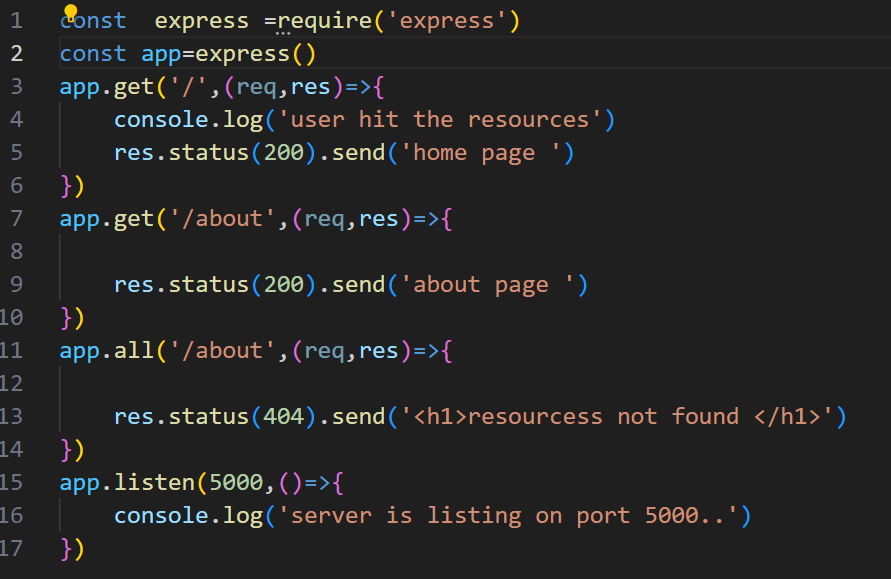 1 const  express =require('express')
2 const app=express()
3 app.get('/',(req,res)=>{
4     console.log('user hit the resources')
5     res.status(200).send('home page ')
6 })
7 app.get('/about',(req,res)=>{
8
9     res.status(200).send('about page ')
10 })
11 app.all('/about',(req,res)=>{
12
13     res.status(404).send('<h1>resourcess not found </h1>')
14 })
15 app.listen(5000,()=>{
16     console.log('server is listing on port 5000..')
17 })